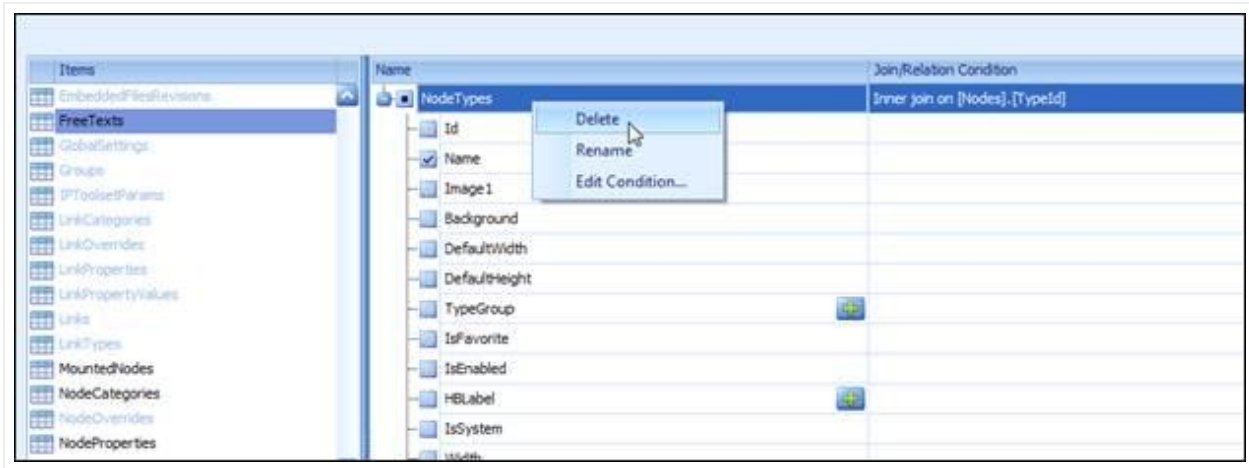 Items
EmbeddedFilesRevisions
FreeTexts
GlobalSettings
Groups
IPToolsetParams
LinkCategories
LinkOverrides
LinkProperties
LinkPropertyValues
Links
LinkTypes
MountedNodes
NodeCategories
NodeOverrides
NodeProperties
Name Join/Relation Condition
NodeTypes Inner join on [Nodes].[TypeId]
Id
Name
Image1
Background
DefaultWidth
DefaultHeight
TypeGroup
IsFavorite
IsEnabled
HBLabel
IsSystem
Width
Delete
Rename
Edit Condition...